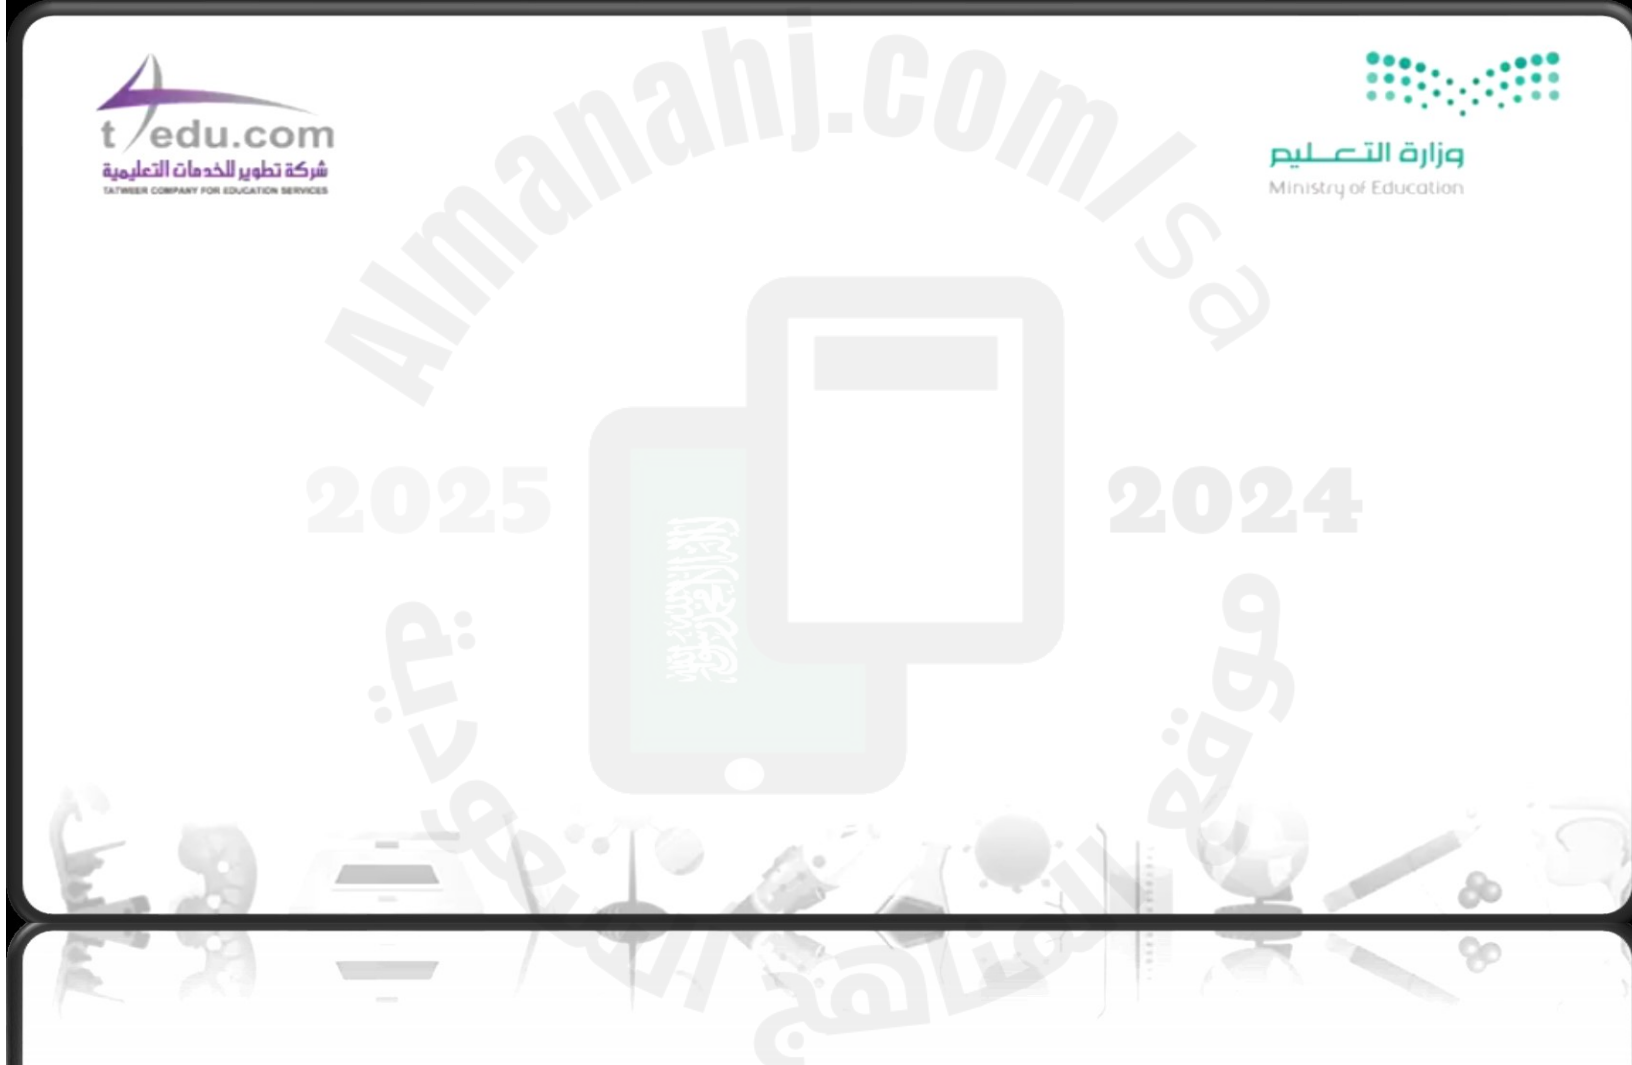 t4edu.com
شركة تطوير للخدمات التعليمية
TATWEER COMPANY FOR EDUCATION SERVICES
وزارة التعليم
Ministry of Education
Almanahj.com/sa
2025
2024
موقع المناهج السعودية